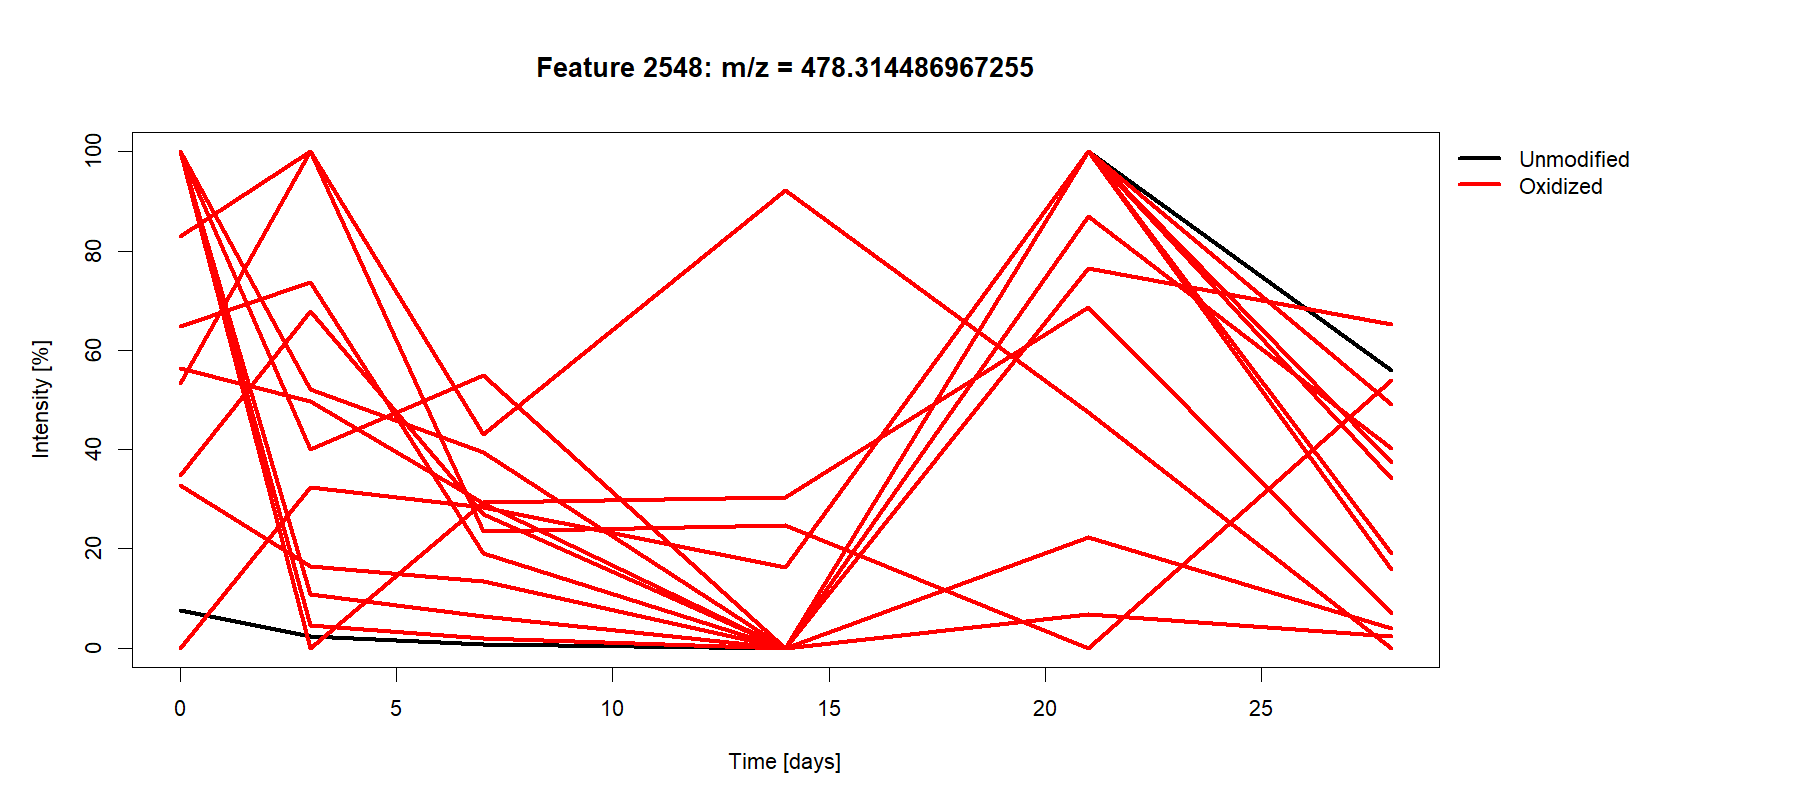 Feature 2548: m/z = 478.314486967255
Unmodified
Oxidized
Intensity [%]
100
80
60
40
20
0
0 5 10 15 20 25
Time [days]